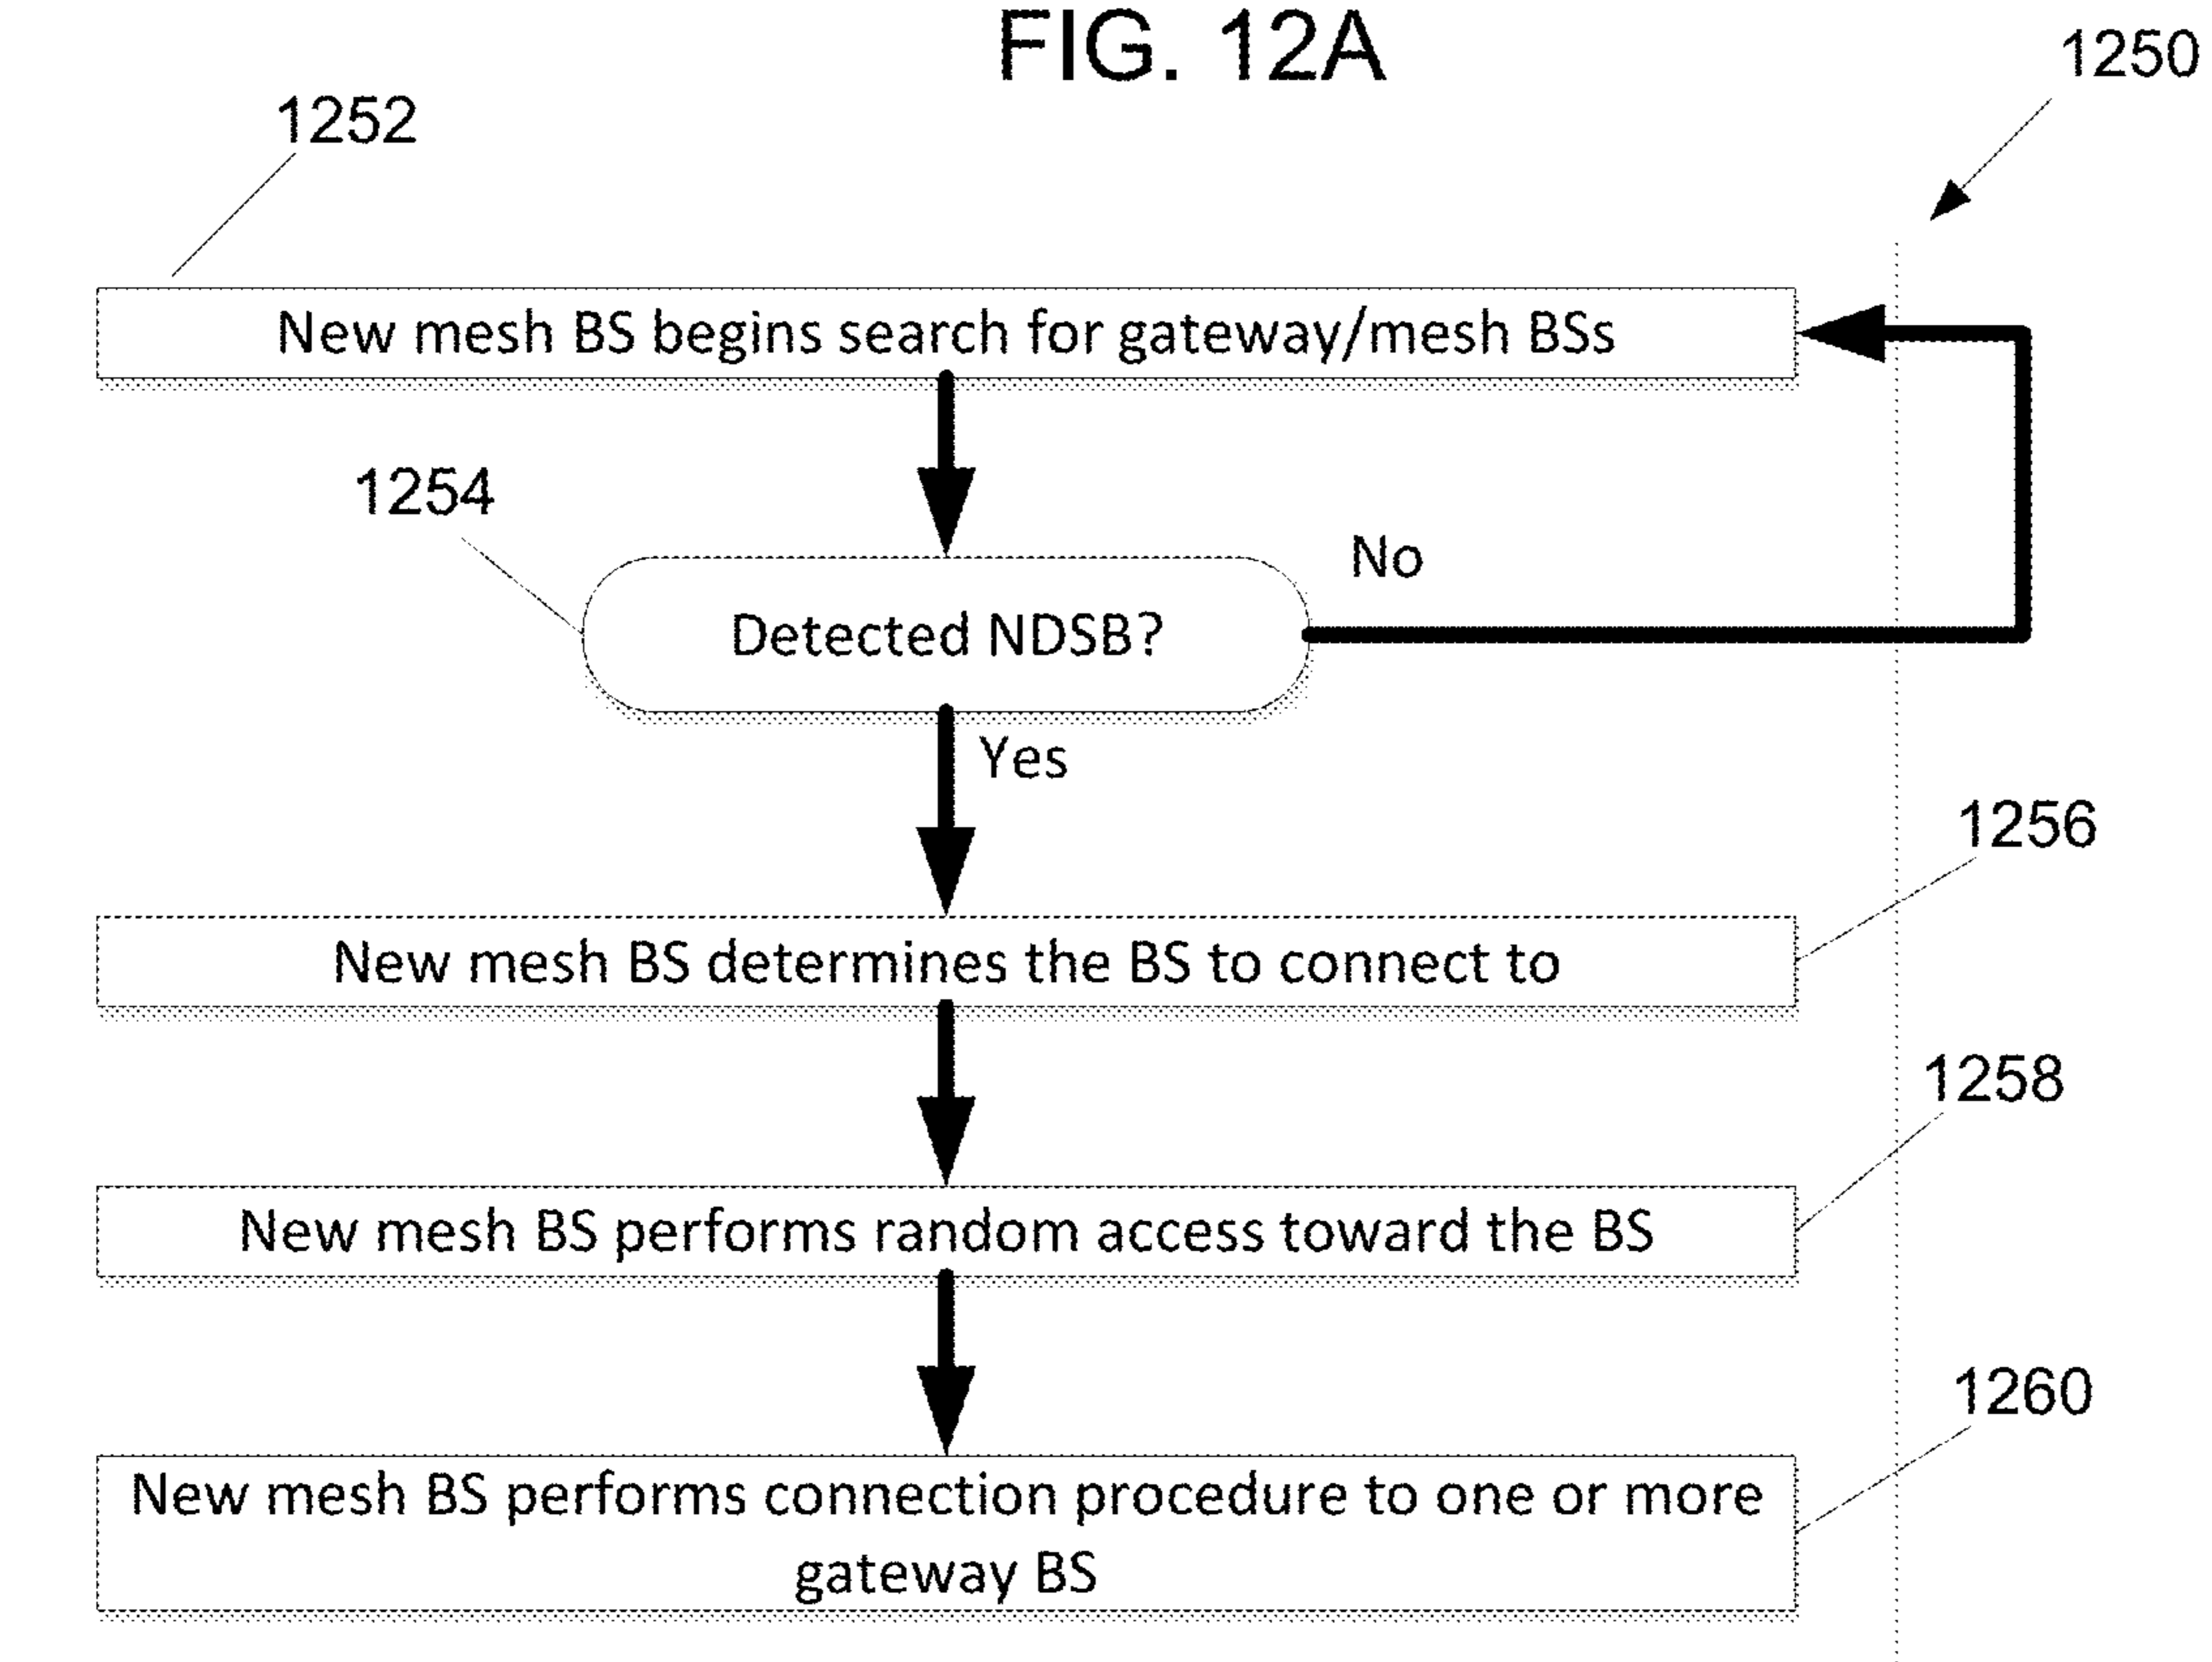 FIG. 12A
1250
1252
New mesh BS begins search for gateway/mesh BSs
1254
No
Detected NDSB?
Yes
1256
New mesh BS determines the BS to connect to
1258
New mesh BS performs random access toward the BS
1260
New mesh BS performs connection procedure to one or more
gateway BS